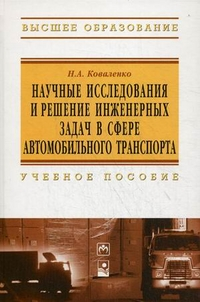 ВЫСШЕЕ ОБРАЗОВАНИЕ
Н.А. Коваленко
НАУЧНЫЕ ИССЛЕДОВАНИЯ
И РЕШЕНИЕ ИНЖЕНЕРНЫХ
ЗАДАЧ В СФЕРЕ
АВТОМОБИЛЬНОГО ТРАНСПОРТА
УЧЕБНОЕ ПОСОБИЕ